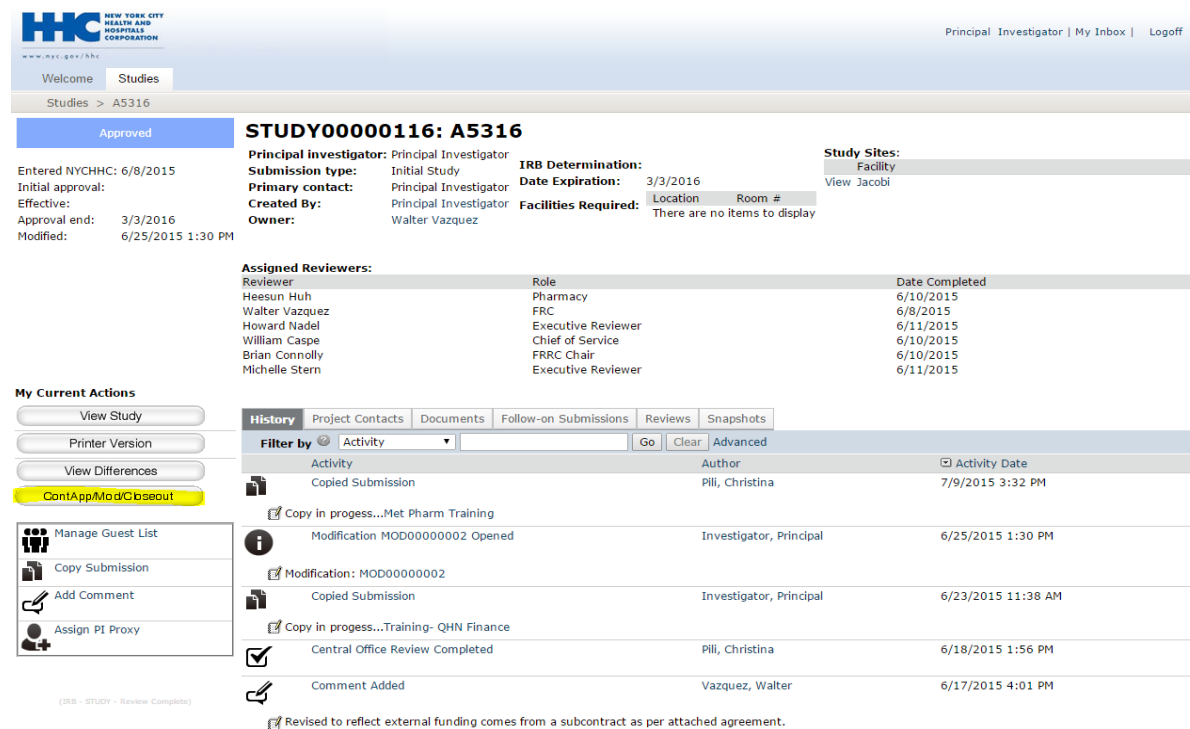 HHC NEW YORK CITY
HEALTH AND
HOSPITALS
CORPORATION
www.nyc.gov/hhc
Principal Investigator | My Inbox | Logoff
Welcome Studies
Studies > A5316
Approved
Entered NYCHHC: 6/8/2015
Initial approval:
Effective:
Approval end: 3/3/2016
Modified: 6/25/2015 1:30 PM
STUDY00000116: A5316
Principal investigator: Principal Investigator
Submission type: Initial Study
Primary contact: Principal Investigator
Created By: Principal Investigator
Owner: Walter Vazquez
IRB Determination:
Date Expiration: 3/3/2016
Facilities Required: Location Room #
There are no items to display
Study Sites:
Facility
View Jacobi
Assigned Reviewers:
Reviewer Role Date Completed
Heesun Huh Pharmacy 6/10/2015
Walter Vazquez FRC 6/8/2015
Howard Nadel Executive Reviewer 6/11/2015
William Caspe Chief of Service 6/10/2015
Brian Connolly FRRC Chair 6/10/2015
Michelle Stern Executive Reviewer 6/11/2015
My Current Actions
View Study
Printer Version
View Differences
ContApp/Mod/Closeout
Manage Guest List
Copy Submission
Add Comment
Assign PI Proxy
(IRB - STUDY - Review Complete)
History Project Contacts Documents Follow-on Submissions Reviews Snapshots
Filter by ? Activity Go Clear Advanced
Activity Author Activity Date
Copied Submission Pili, Christina 7/9/2015 3:32 PM
Copy in progess...Met Pharm Training
Modification MOD00000002 Opened Investigator, Principal 6/25/2015 1:30 PM
Modification: MOD00000002
Copied Submission Investigator, Principal 6/23/2015 11:38 AM
Copy in progess...Training- QHN Finance
Central Office Review Completed Pili, Christina 6/18/2015 1:56 PM
Comment Added Vazquez, Walter 6/17/2015 4:01 PM
Revised to reflect external funding comes from a subcontract as per attached agreement.